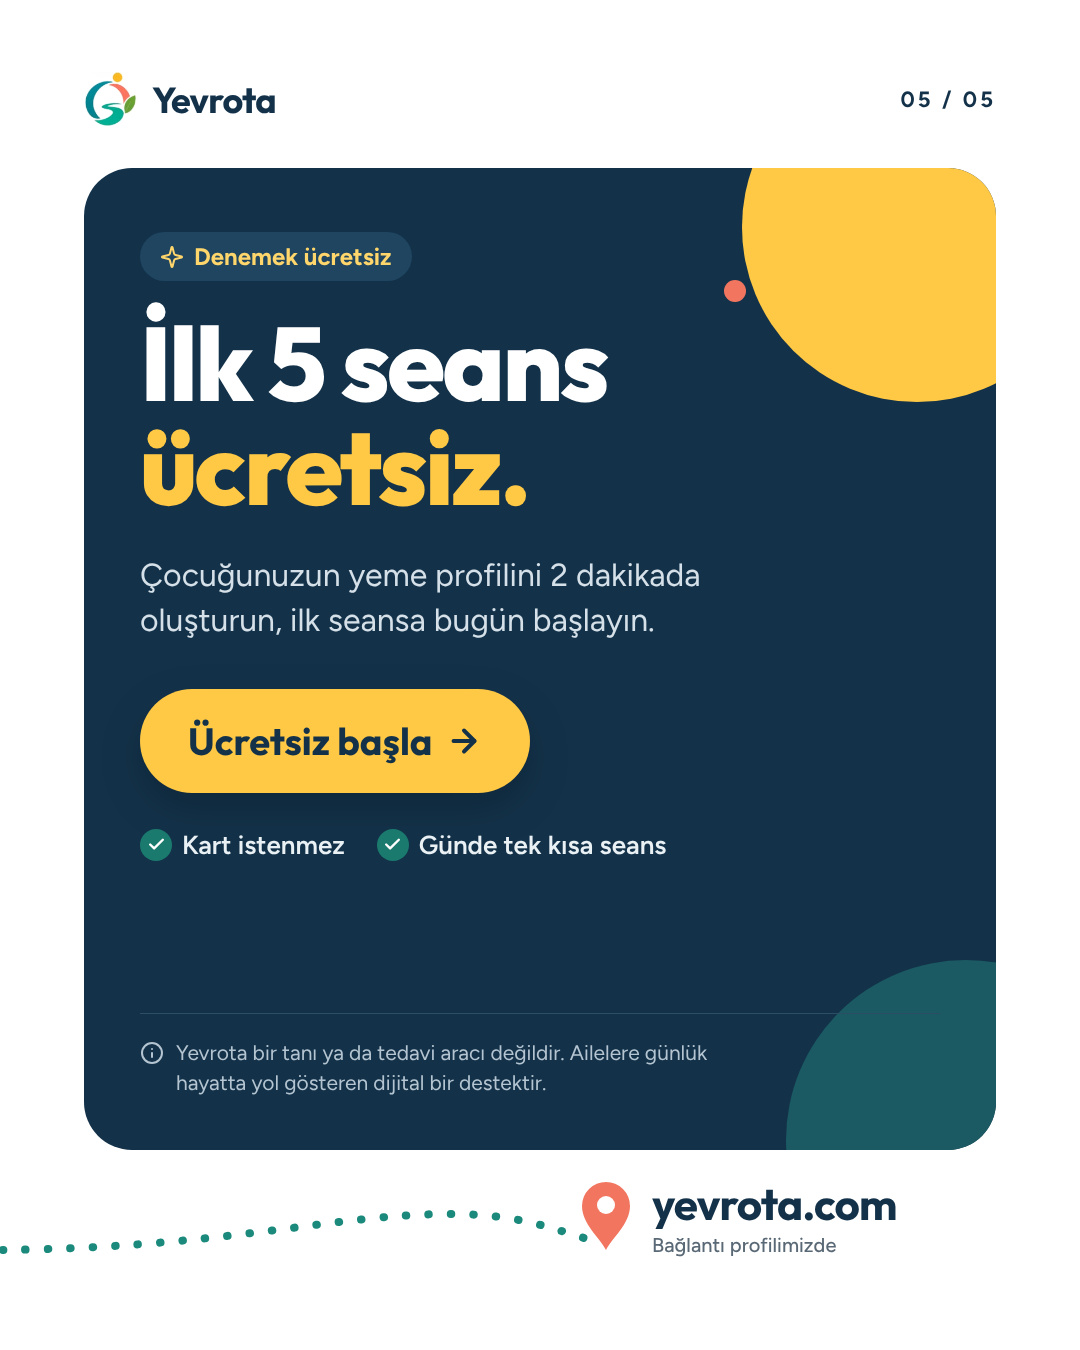 Yevrota
05 / 05
Denemek ücretsiz
İlk 5 seans
ücretsiz.
Çocuğunuzun yeme profilini 2 dakikada
oluşturun, ilk seansa bugün başlayın.
Ücretsiz başla →
Kart istenmez
Günde tek kısa seans
Yevrota bir tanı ya da tedavi aracı değildir. Ailelere günlük
hayatta yol gösteren dijital bir destektir.
yevrota.com
Bağlantı profilimizde